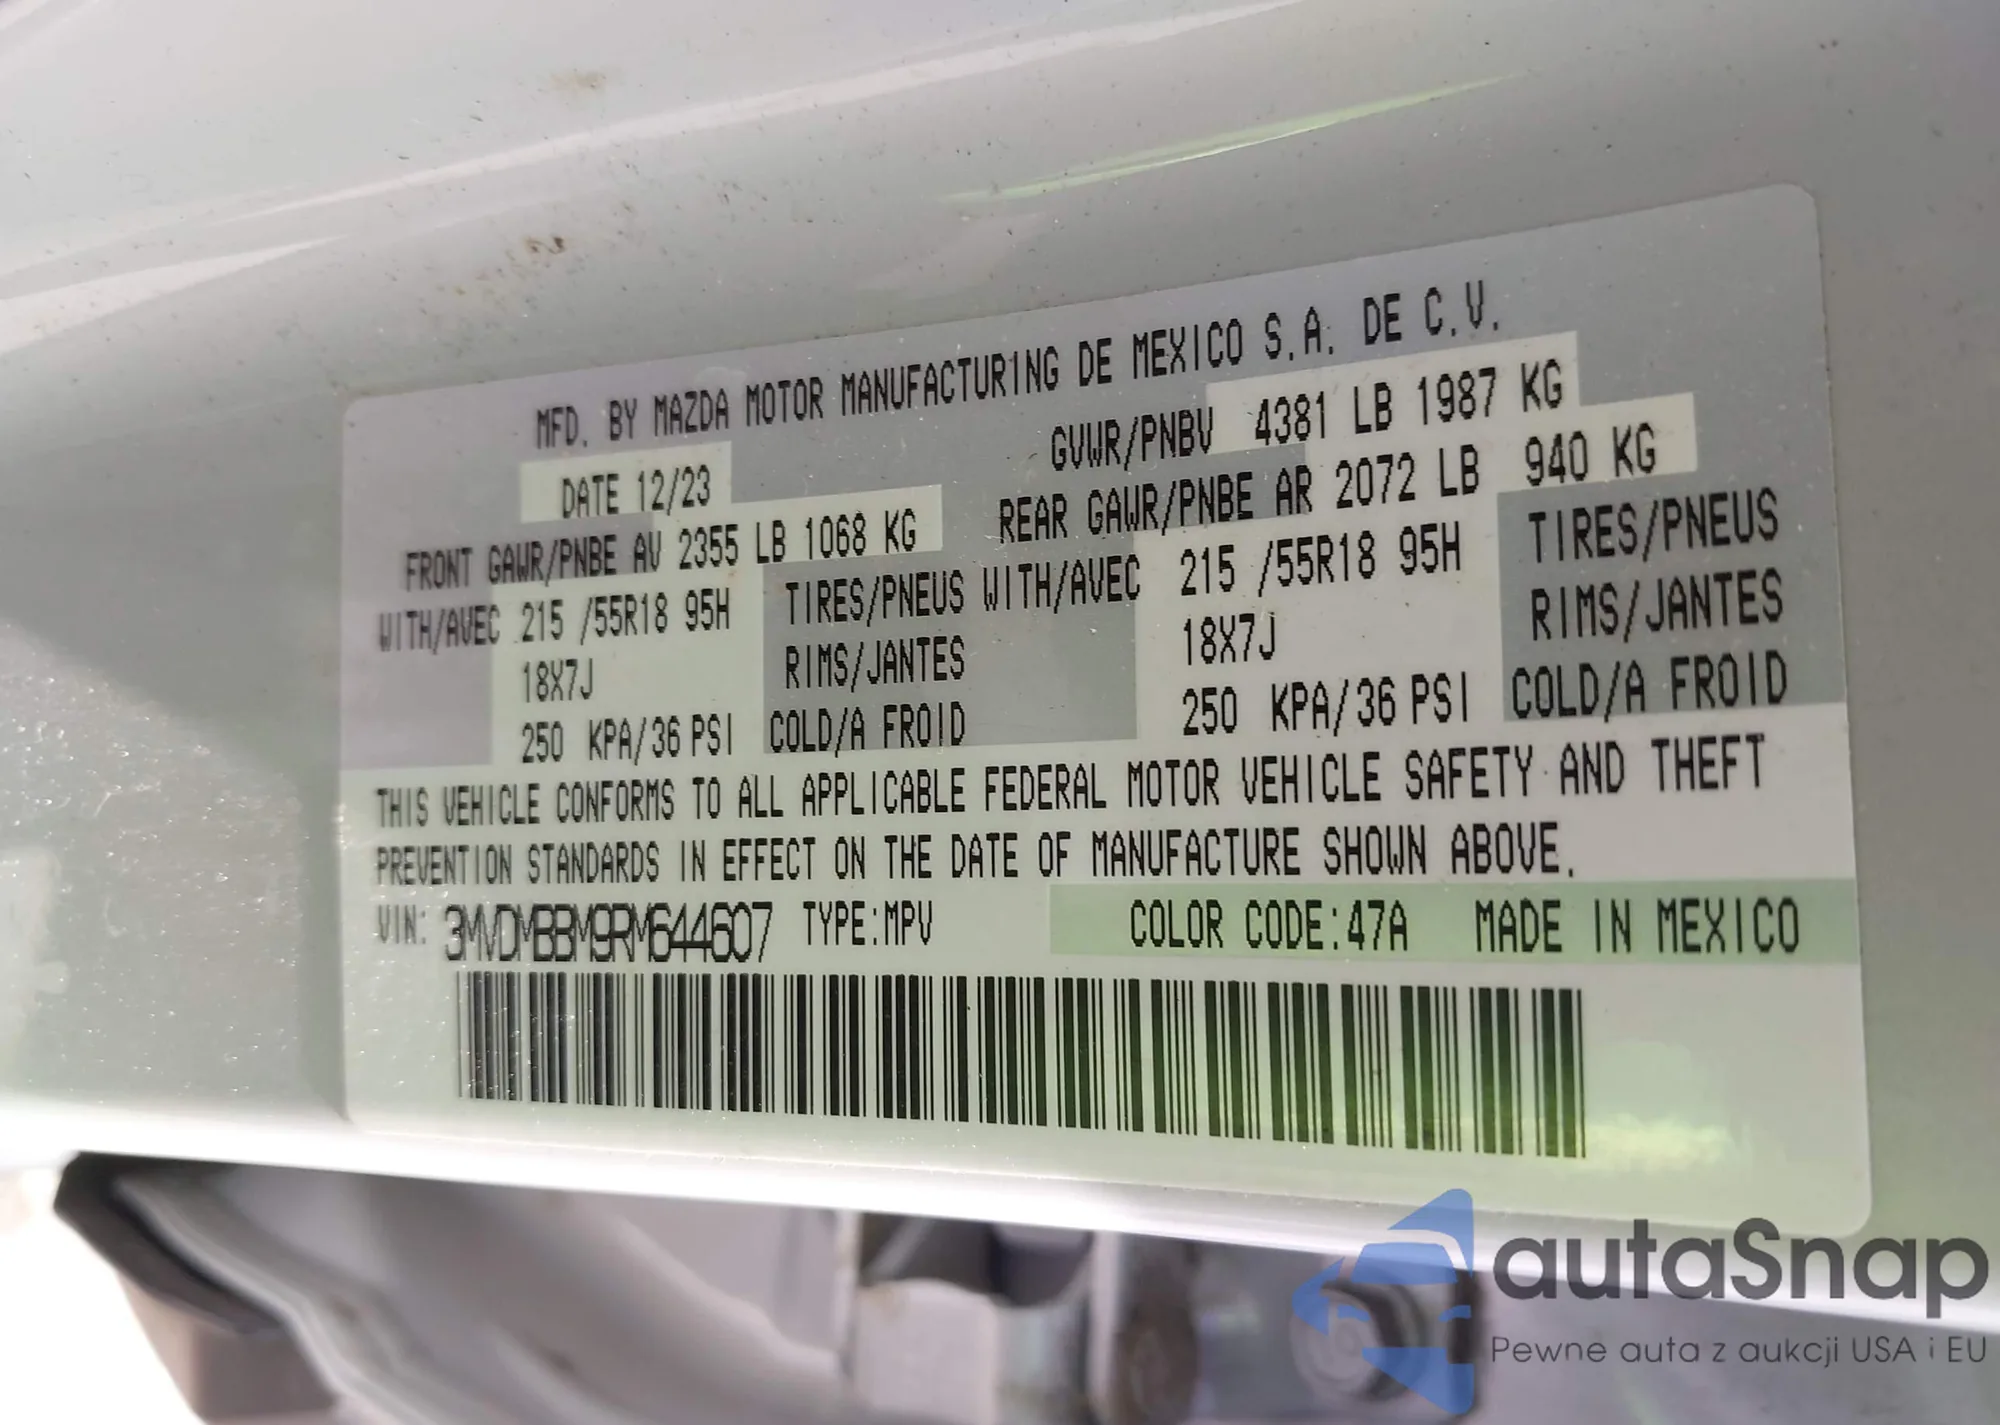 MFD. BY MAZDA MOTOR MANUFACTURING DE MEXICO S.A. DE C.V.
DATE 12/23 GVWR/PNBV 4381 LB 1987 KG
FRONT GAWR/PNBE AV 2355 LB 1068 KG REAR GAWR/PNBE AR 2072 LB 940 KG
WITH/AVEC 215 /55R18 95H TIRES/PNEUS WITH/AVEC 215 /55R18 95H TIRES/PNEUS
18X7J RIMS/JANTES 18X7J RIMS/JANTES
250 KPA/36 PSI COLD/A FROID 250 KPA/36 PSI COLD/A FROID
THIS VEHICLE CONFORMS TO ALL APPLICABLE FEDERAL MOTOR VEHICLE SAFETY AND THEFT
PREVENTION STANDARDS IN EFFECT ON THE DATE OF MANUFACTURE SHOWN ABOVE.
VIN: 3MVDMBBM9RM644607 TYPE:MPV COLOR CODE:47A MADE IN MEXICO
autaSnap
Pewne auta z aukcji USA i EU